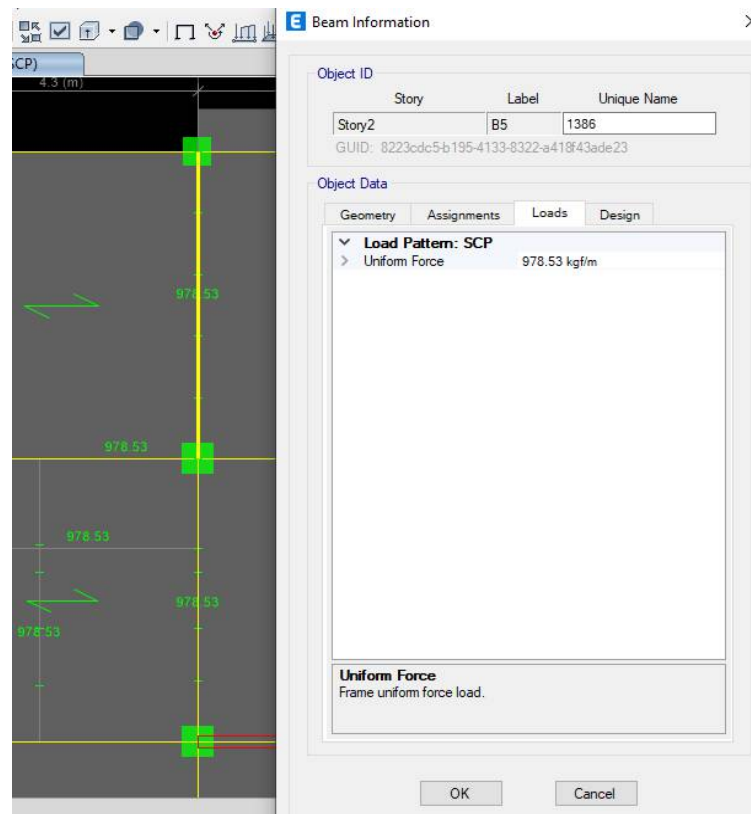 Beam Information
CP)
4.3 (m)
978.53
978.53
978.53
978.53
978.53
Object ID
Story Label Unique Name
Story2 B5 1386
GUID: 8223cdc5-b195-4133-8322-a418f43ade23
Object Data
Geometry Assignments Loads Design
Load Pattern: SCP
Uniform Force 978.53 kgf/m
Uniform Force
Frame uniform force load.
OK Cancel